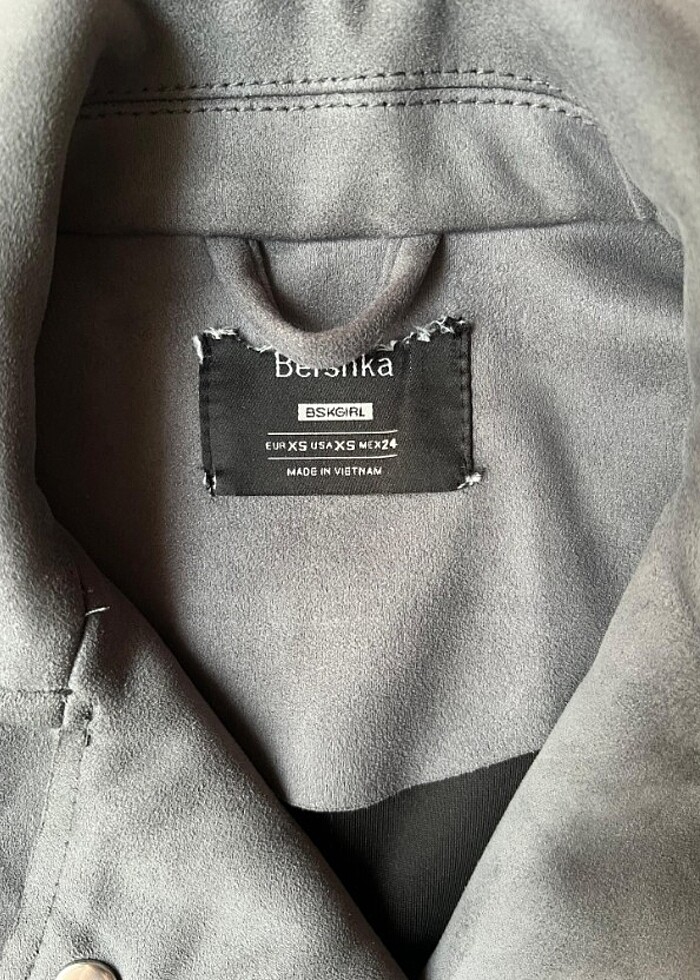 Bershka
BSKGIRL
EUR XS USA XS MEX 24
MADE IN VIETNAM